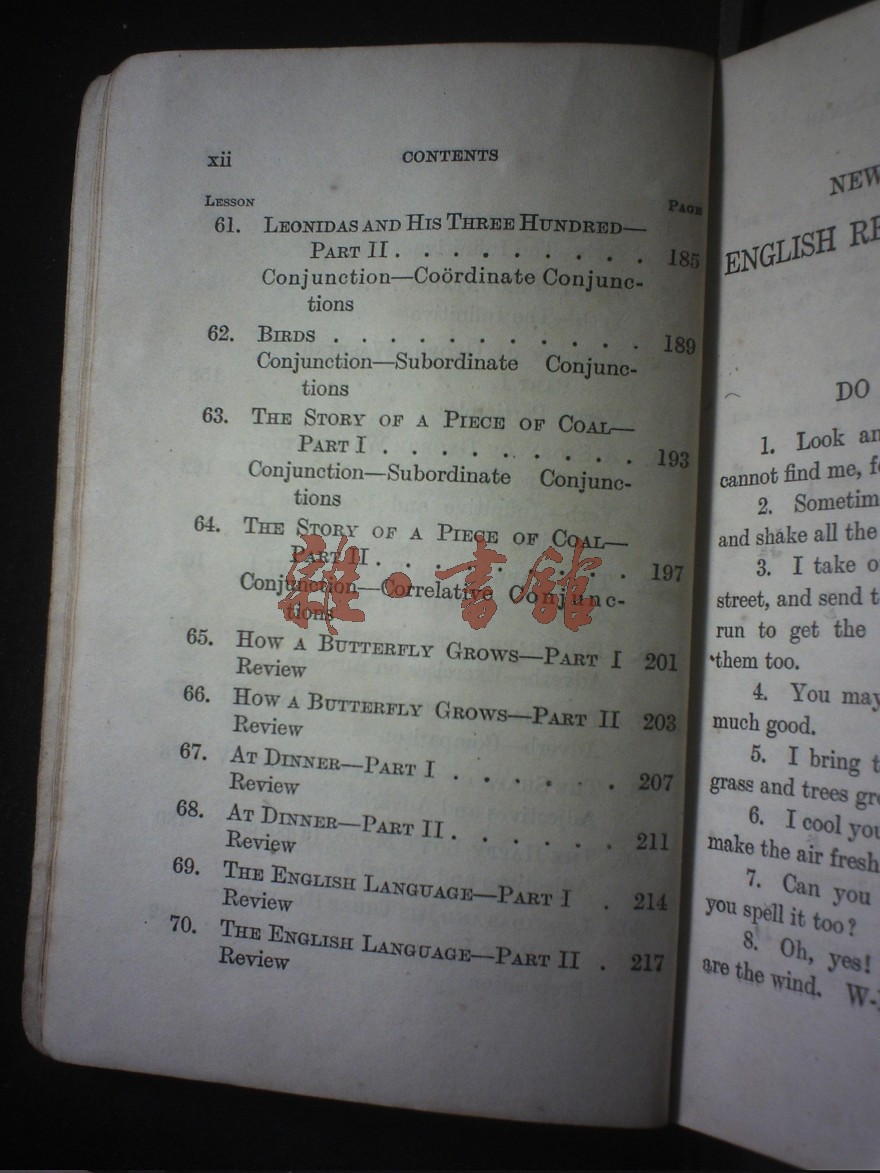 xii CONTENTS
LESSON PAGE
61. LEONIDAS AND HIS THREE HUNDRED—
PART II . . . . . . . . . 185
Conjunction—Coördinate Conjunc-
tions
62. BIRDS . . . . . . . . . . . 189
Conjunction—Subordinate Conjunc-
tions
63. THE STORY OF A PIECE OF COAL—
PART I . . . . . . . . . 193
Conjunction—Subordinate Conjunc-
tions
64. THE STORY OF A PIECE OF COAL—
PART II . . . . . . . . . 197
Conjunction—Correlative Conjunc-
tions
雜·書館
65. HOW A BUTTERFLY GROWS—PART I 201
Review
66. HOW A BUTTERFLY GROWS—PART II 203
Review
67. AT DINNER—PART I . . . . . . 207
Review
68. AT DINNER—PART II . . . . . . 211
Review
69. THE ENGLISH LANGUAGE—PART I . 214
Review
70. THE ENGLISH LANGUAGE—PART II . 217
Review
NEW
ENGLISH RE
DO
1. Look an
cannot find me, f
2. Sometim
and shake all the
3. I take o
street, and send t
run to get the
them too.
4. You may
much good.
5. I bring t
grass and trees gr
6. I cool you
make the air fresh
7. Can you
you spell it too?
8. Oh, yes!
are the wind. W-